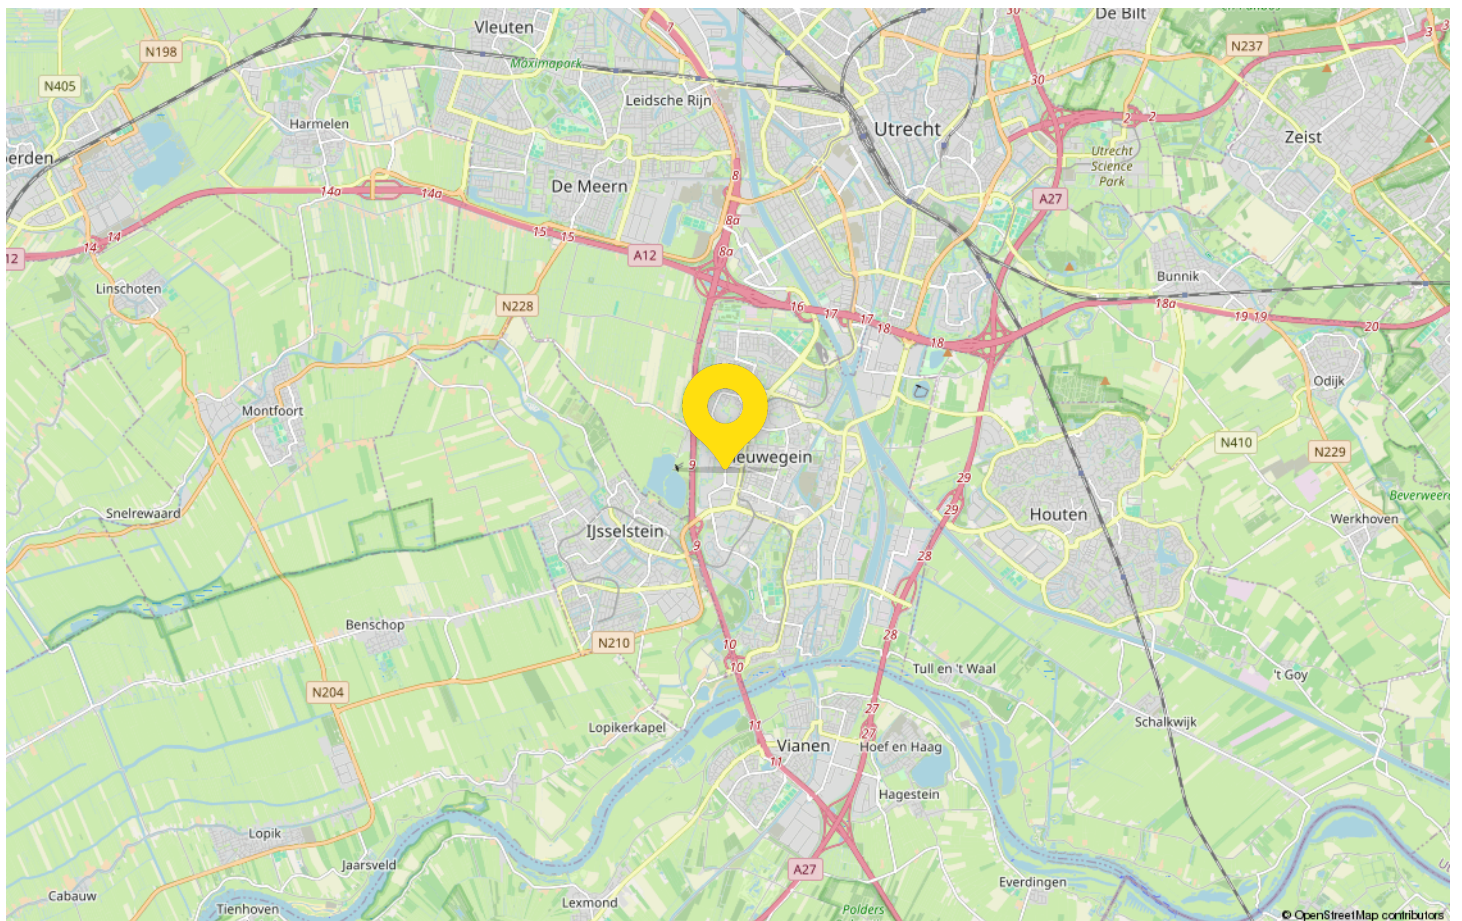 Vleuten
De Bilt
30
7
N237
3
N198
Maximapark
N405
30
Leidsche Rijn
Harmelen
2
2
Utrecht
Zeist
Utrecht
Science
Park
erden
De Meern
8
14a
14a
A27
8a
15
15
14
14
8a
A12
12
Bunnik
Linschoten
N228
16
17
17
18
18
18a
19
19
20
Odijk
Montfoort
N410
N229
ieuwegein
9
29
Beverweerd
29
Snelrewaard
Houten
Werkhoven
IJsselstein
9
28
Benschop
28
N210
10
10
Tull en 't Waal
't Goy
N204
27
Lopikerkapel
11
27
Schalkwijk
Vianen
Hoef en Haag
11
Hagestein
Lopik
Jaarsveld
A27
Everdingen
Cabauw
Tienhoven
Lexmond
Polders
© OpenStreetMap contributors